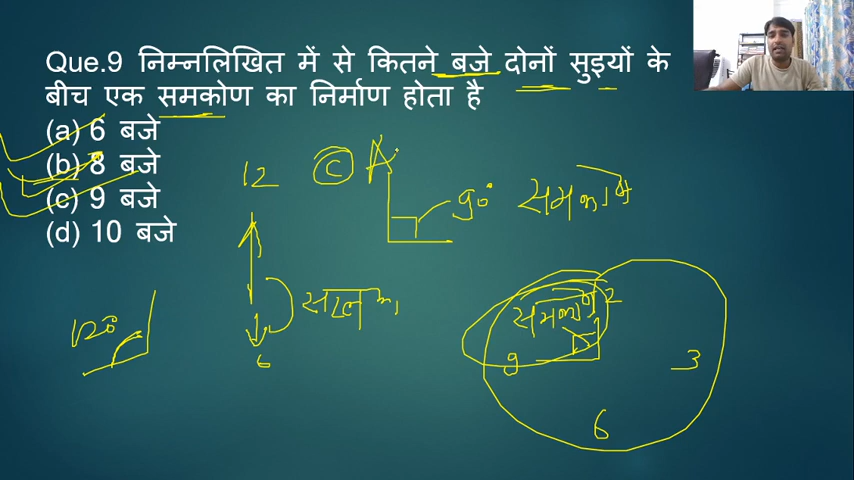 Que.9 निम्नलिखित में से कितने बजे दोनों सुइयों के
बीच एक समकोण का निर्माण होता है
(a) 6 बजे
(b) 8 बजे
(c) 9 बजे
(d) 10 बजे
12
C A
90° समकोण
सरल
6
120°
समकोण
12
9
3
6